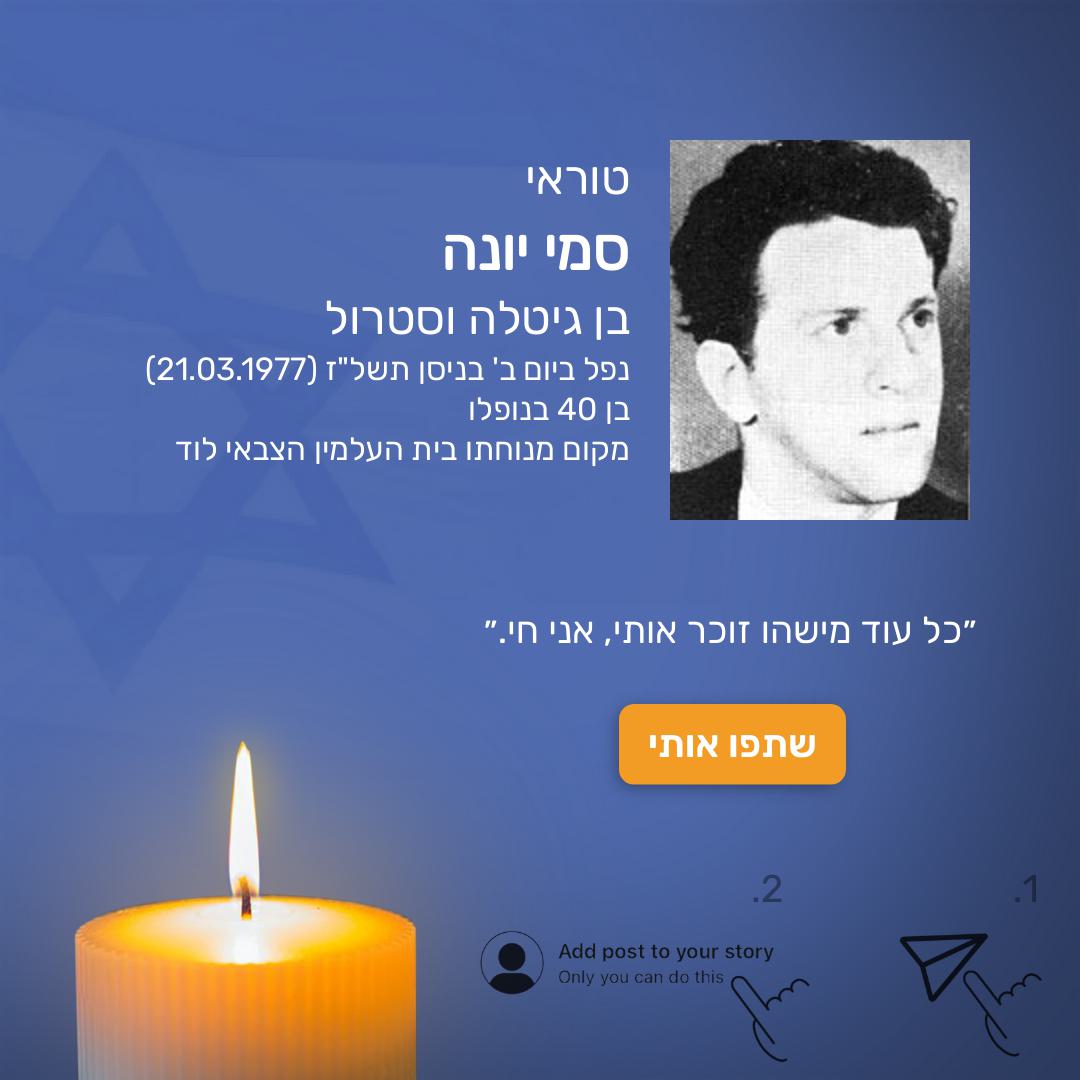 טוראי
סמי יונה
בן גיטלה וסטרול
נפל ביום ב' בניסן תשל"ז (21.03.1977)
בן 40 בנופלו
מקום מנוחתו בית העלמין הצבאי לוד
״כל עוד מישהו זוכר אותי, אני חי.״
שתפו אותי
1.
2.
Add post to your story
Only you can do this